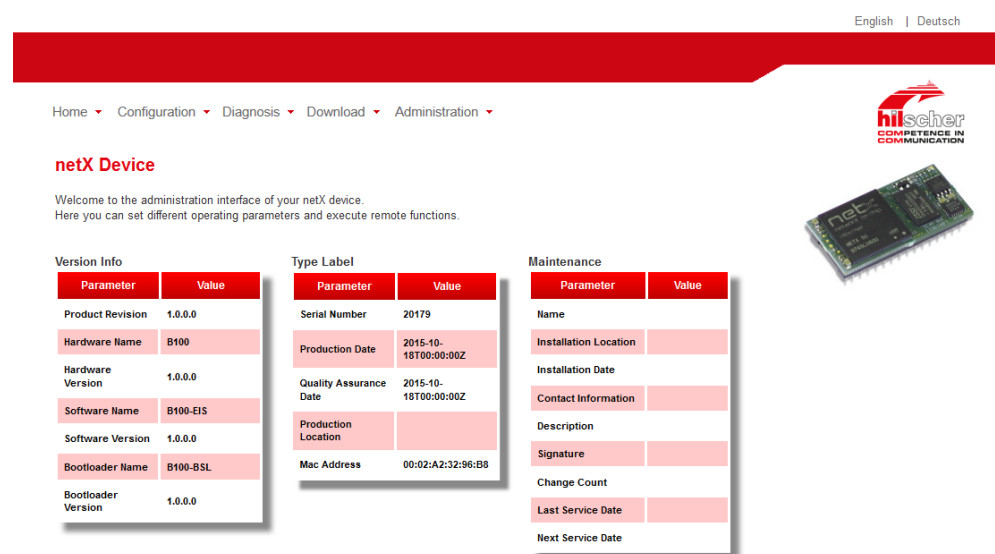 English | Deutsch
Home Configuration Diagnosis Download Administration
hilscher
COMPETENCE IN
COMMUNICATION
netX Device
Welcome to the administration interface of your netX device.
Here you can set different operating parameters and execute remote functions.
Version Info
Parameter Value
Product Revision 1.0.0.0
Hardware Name B100
Hardware
Version 1.0.0.0
Software Name B100-EIS
Software Version 1.0.0.0
Bootloader Name B100-BSL
Bootloader
Version 1.0.0.0
Type Label
Parameter Value
Serial Number 20179
Production Date 2015-10-
18T00:00:00Z
Quality Assurance
Date 2015-10-
18T00:00:00Z
Production
Location
Mac Address 00:02:A2:32:96:B8
Maintenance
Parameter Value
Name
Installation Location
Installation Date
Contact Information
Description
Signature
Change Count
Last Service Date
Next Service Date
netX